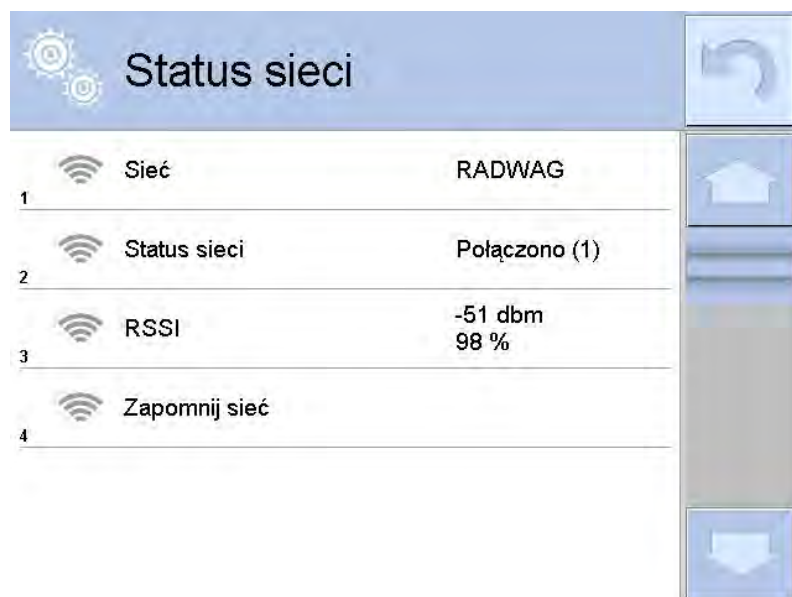 Status sieci
Sieć RADWAG
1
Status sieci Połączono (1)
2
RSSI -51 dbm
98 %
3
Zapomnij sieć
4